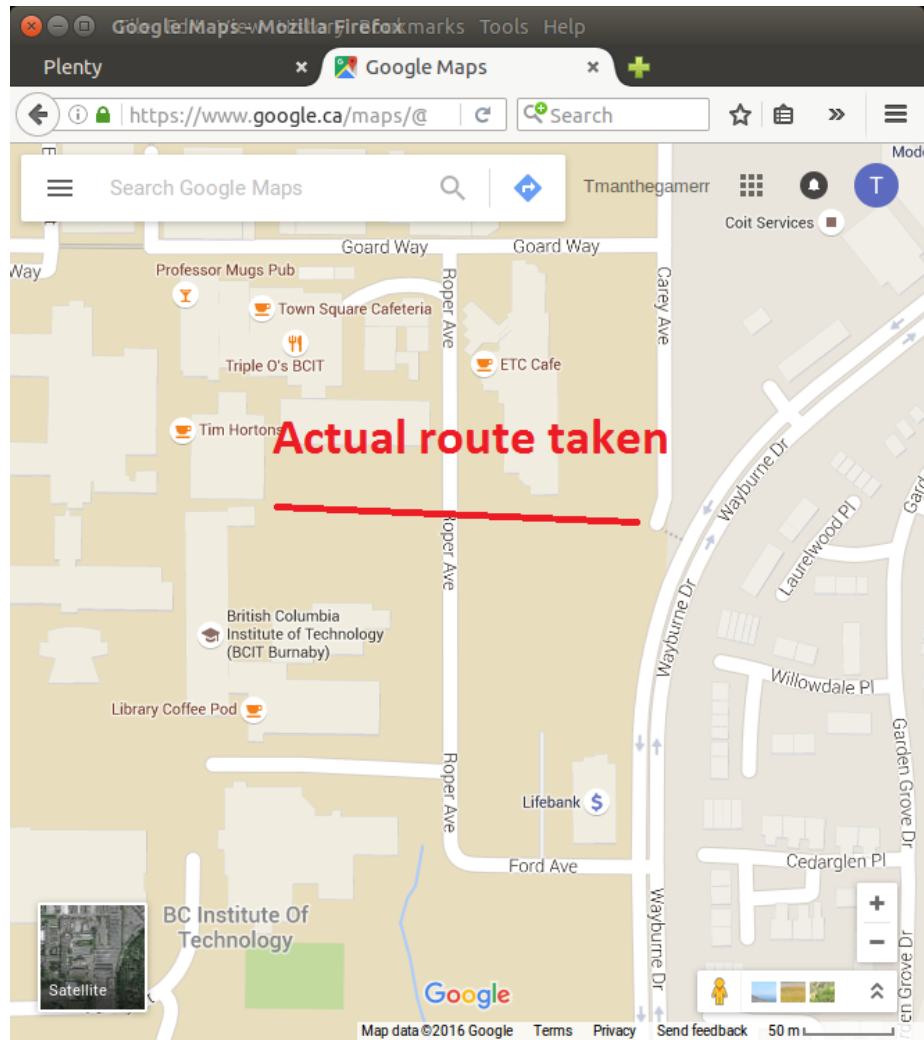 Google Maps - Mozilla Firefox
Bookmarks Tools Help
Plenty
Google Maps
https://www.google.ca/maps/@
Search
Search Google Maps
Tmanthegamerr
T
Coit Services
Goard Way
Goard Way
Way
Professor Mugs Pub
Roper Ave
Carey Ave
Town Square Cafeteria
Triple O's BCIT
ETC Cafe
Tim Hortons
Actual route taken
Wayburne Dr
Laurelwood Pl
Roper Ave
British Columbia
Institute of Technology
(BCIT Burnaby)
Wayburne Dr
Willowdale Pl
Library Coffee Pod
Garden Grove Dr
Roper Ave
Lifebank
$
Ford Ave
Cedarglen Pl
BC Institute Of
Technology
Wayburne Dr
+
−
Satellite
Google
Map data ©2016 Google Terms Privacy Send feedback 50 m